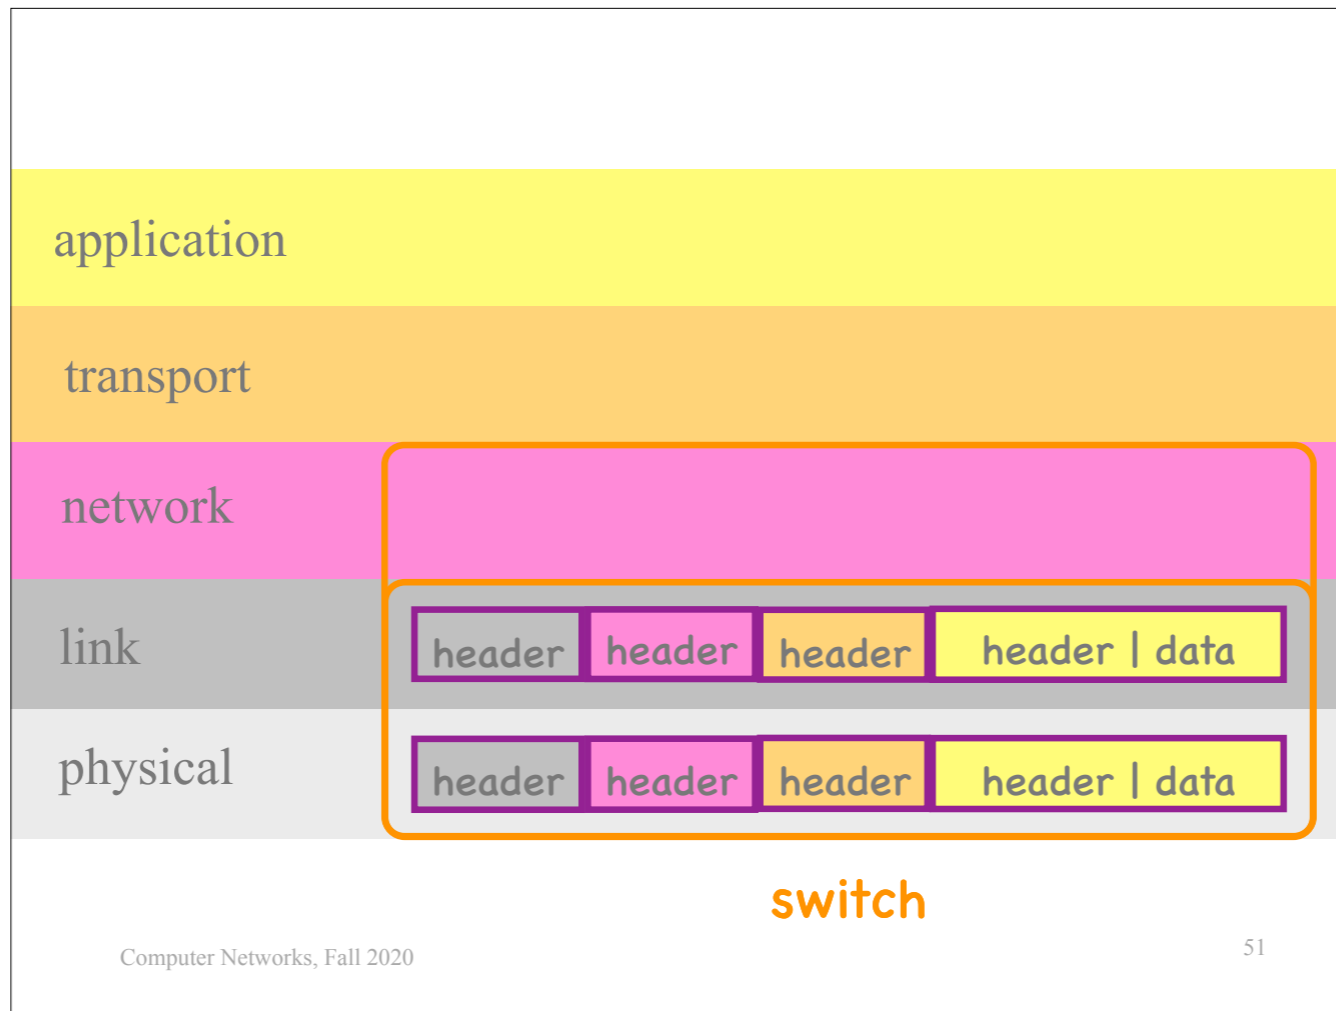 application
transport
network
link
header header header header | data
physical
header header header header | data
switch
Computer Networks, Fall 2020
51